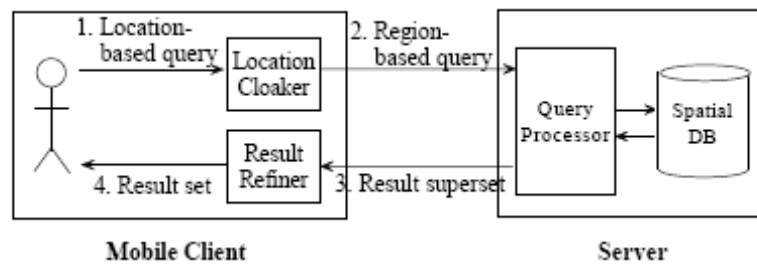 1. Location-
based query
Location
Cloaker
2. Region-
based query
Query
Processor
Spatial
DB
Result
Refiner
4. Result set
3. Result superset
Mobile Client
Server